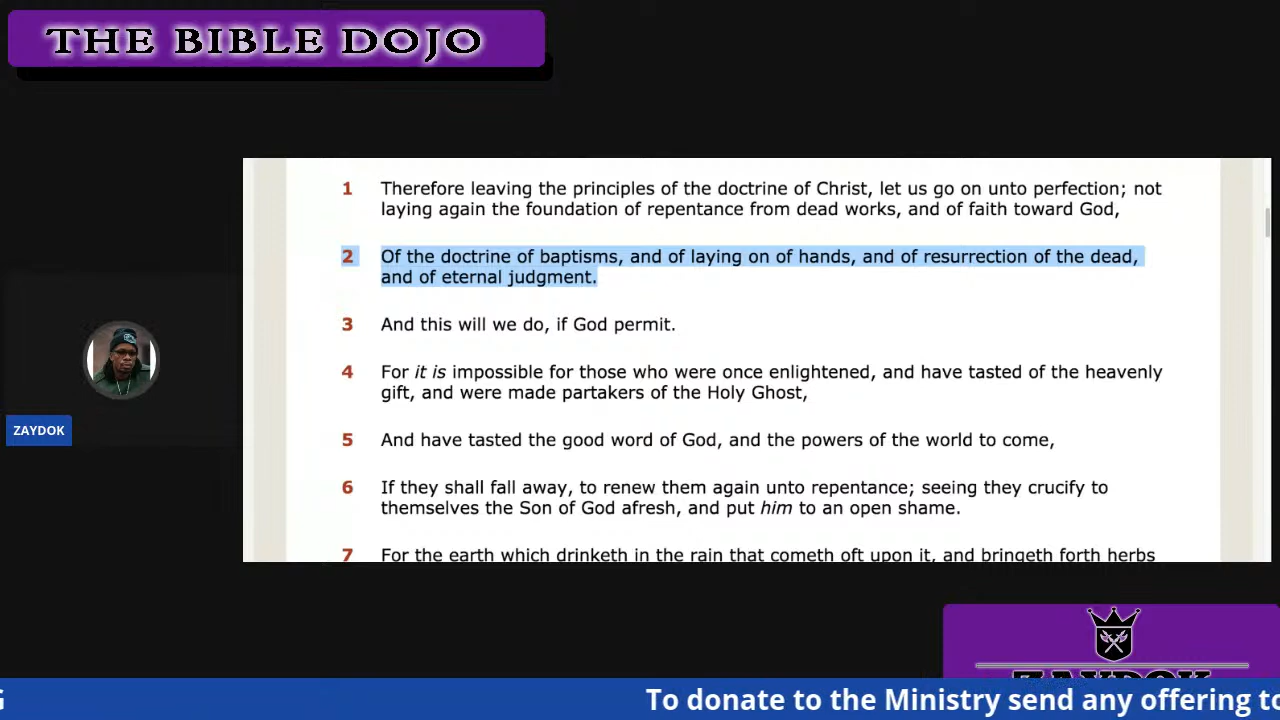 THE BIBLE DOJO
1 Therefore leaving the principles of the doctrine of Christ, let us go on unto perfection; not
laying again the foundation of repentance from dead works, and of faith toward God,
2 Of the doctrine of baptisms, and of laying on of hands, and of resurrection of the dead,
and of eternal judgment.
3 And this will we do, if God permit.
4 For it is impossible for those who were once enlightened, and have tasted of the heavenly
gift, and were made partakers of the Holy Ghost,
5 And have tasted the good word of God, and the powers of the world to come,
6 If they shall fall away, to renew them again unto repentance; seeing they crucify to
themselves the Son of God afresh, and put him to an open shame.
7 For the earth which drinketh in the rain that cometh oft upon it, and bringeth forth herbs
ZAYDOK
ZAYDOK
To donate to the Ministry send any offering to